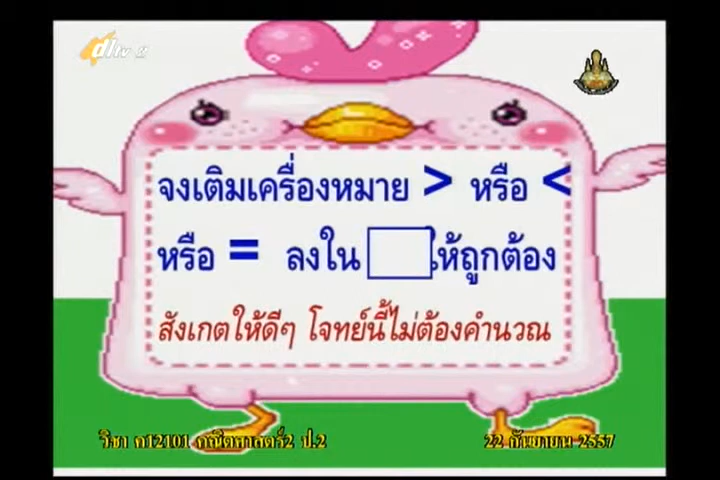 dltv 9
จงเติมเครื่องหมาย > หรือ <
หรือ = ลงใน ให้ถูกต้อง
สังเกตให้ดีๆ โจทย์นี้ไม่ต้องคำนวณ
วิชา ค12101 คณิตศาสตร์2 ป.2
22 กันยายน 2557